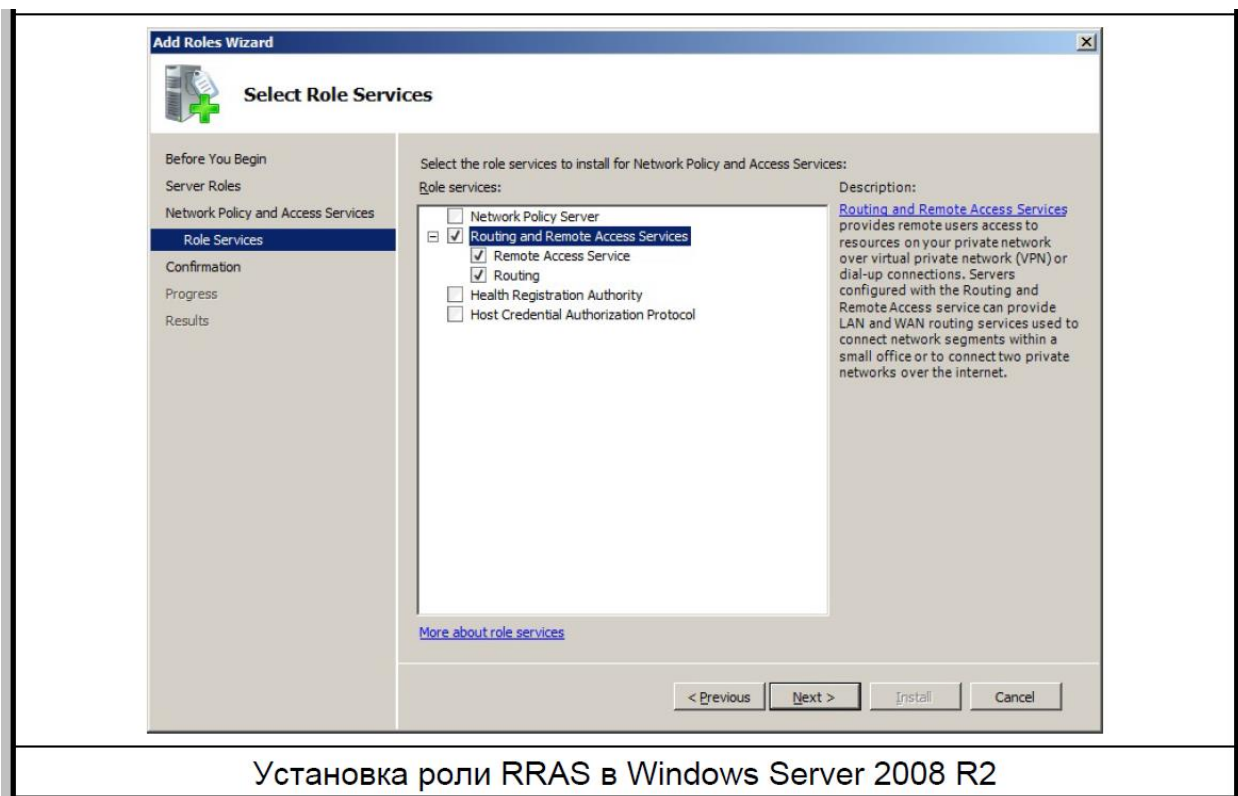 Add Roles Wizard
Select Role Services
Before You Begin
Server Roles
Network Policy and Access Services
Role Services
Confirmation
Progress
Results
Select the role services to install for Network Policy and Access Services:
Role services:
Network Policy Server
Routing and Remote Access Services
Remote Access Service
Routing
Health Registration Authority
Host Credential Authorization Protocol
More about role services
Description:
Routing and Remote Access Services
provides remote users access to
resources on your private network
over virtual private network (VPN) or
dial-up connections. Servers
configured with the Routing and
Remote Access service can provide
LAN and WAN routing services used to
connect network segments within a
small office or to connect two private
networks over the internet.
< Previous
Next >
Install
Cancel
Установка роли RRAS в Windows Server 2008 R2